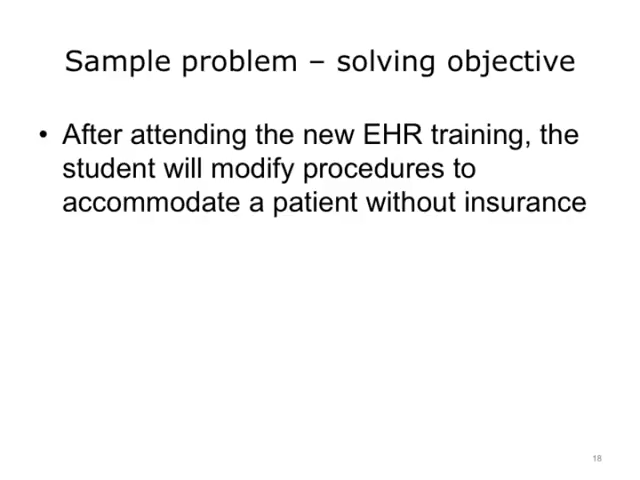 Sample problem – solving objective
• After attending the new EHR training, the
student will modify procedures to
accommodate a patient without insurance
18